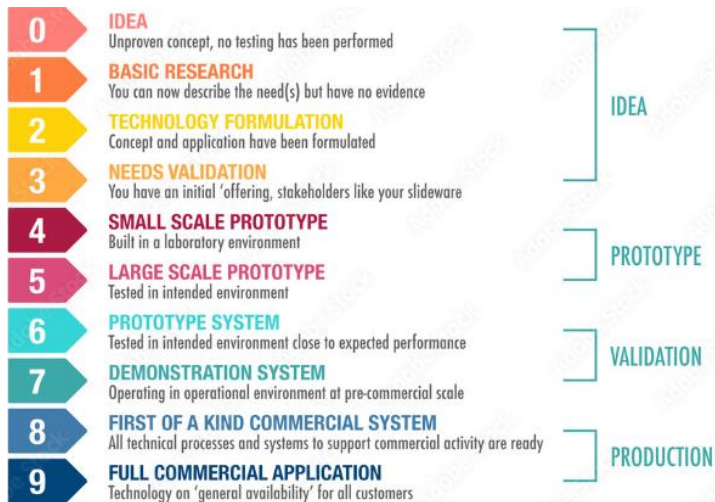 0
IDEA
Unproven concept, no testing has been performed
1
BASIC RESEARCH
You can now describe the need(s) but have no evidence
IDEA
2
TECHNOLOGY FORMULATION
Concept and application have been formulated
3
NEEDS VALIDATION
You have an initial ‘offering, stakeholders like your slideware
4
SMALL SCALE PROTOTYPE
Built in a laboratory environment
PROTOTYPE
5
LARGE SCALE PROTOTYPE
Tested in intended environment
6
PROTOTYPE SYSTEM
Tested in intended environment close to expected performance
VALIDATION
7
DEMONSTRATION SYSTEM
Operating in operational environment at pre-commercial scale
8
FIRST OF A KIND COMMERCIAL SYSTEM
All technical processes and systems to support commercial activity are ready
PRODUCTION
9
FULL COMMERCIAL APPLICATION
Technology on ‘general availability’ for all customers
Adobe Stock